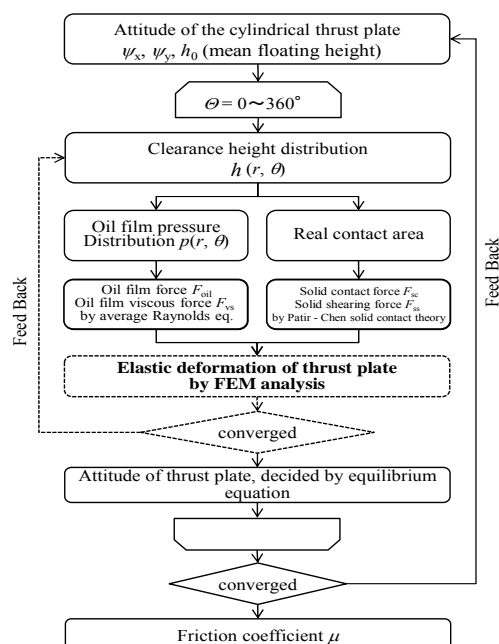 Attitude of the cylindrical thrust plate
ψx, ψy, h0 (mean floating height)
Θ = 0～360°
Clearance height distribution
h (r, θ)
Oil film pressure
Distribution p(r, θ)
Real contact area
Oil film force Foil
Oil film viscous force Fvs
by average Raynolds eq.
Solid contact force Fsc
Solid shearing force Fss
by Patir - Chen solid contact theory
Elastic deformation of thrust plate
by FEM analysis
converged
Attitude of thrust plate, decided by equilibrium
equation
converged
Friction coefficient μ
Feed Back
Feed Back